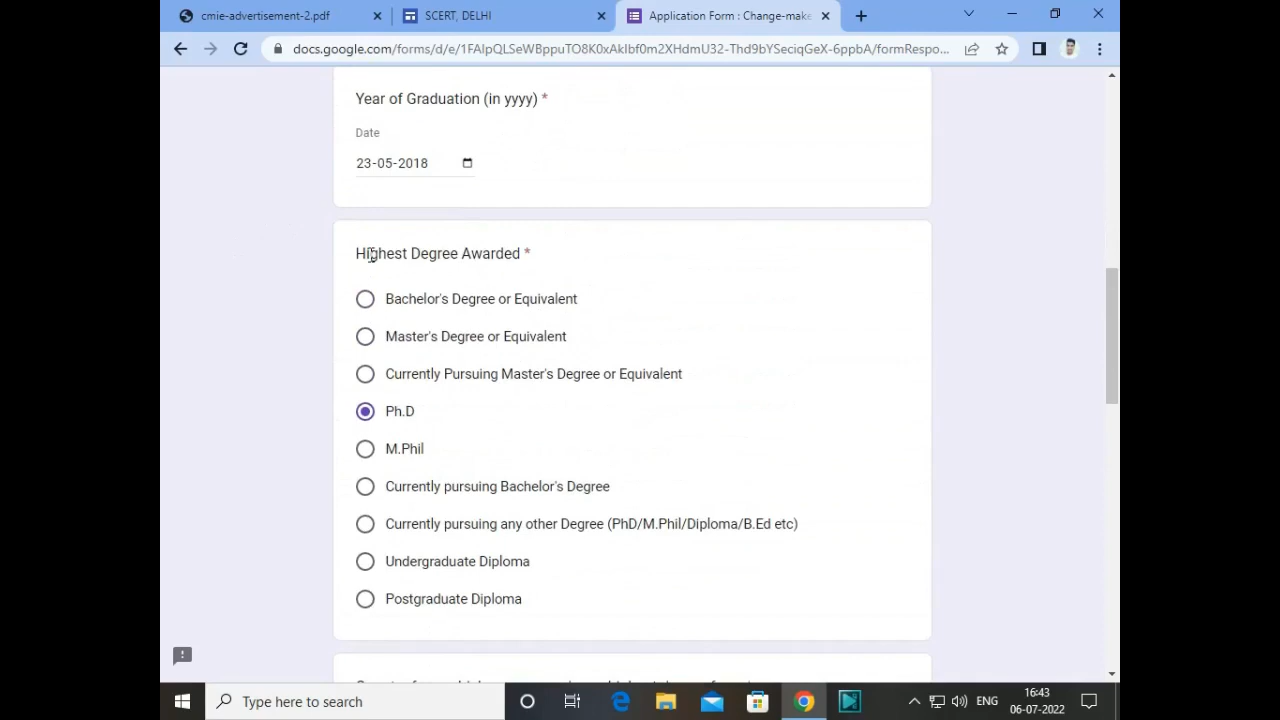 cmie-advertisement-2.pdf
SCERT, DELHI
Application Form : Change-make
docs.google.com/forms/d/e/1FAIpQLSeWBppuTO8K0xAkIbf0m2XHdmU32-Thd9bYSeciqGeX-6ppbA/formRespo...
Year of Graduation (in yyyy) *
Date
23-05-2018
Highest Degree Awarded *
Bachelor's Degree or Equivalent
Master's Degree or Equivalent
Currently Pursuing Master's Degree or Equivalent
Ph.D
M.Phil
Currently pursuing Bachelor's Degree
Currently pursuing any other Degree (PhD/M.Phil/Diploma/B.Ed etc)
Undergraduate Diploma
Postgraduate Diploma
Type here to search
ENG
16:43
06-07-2022